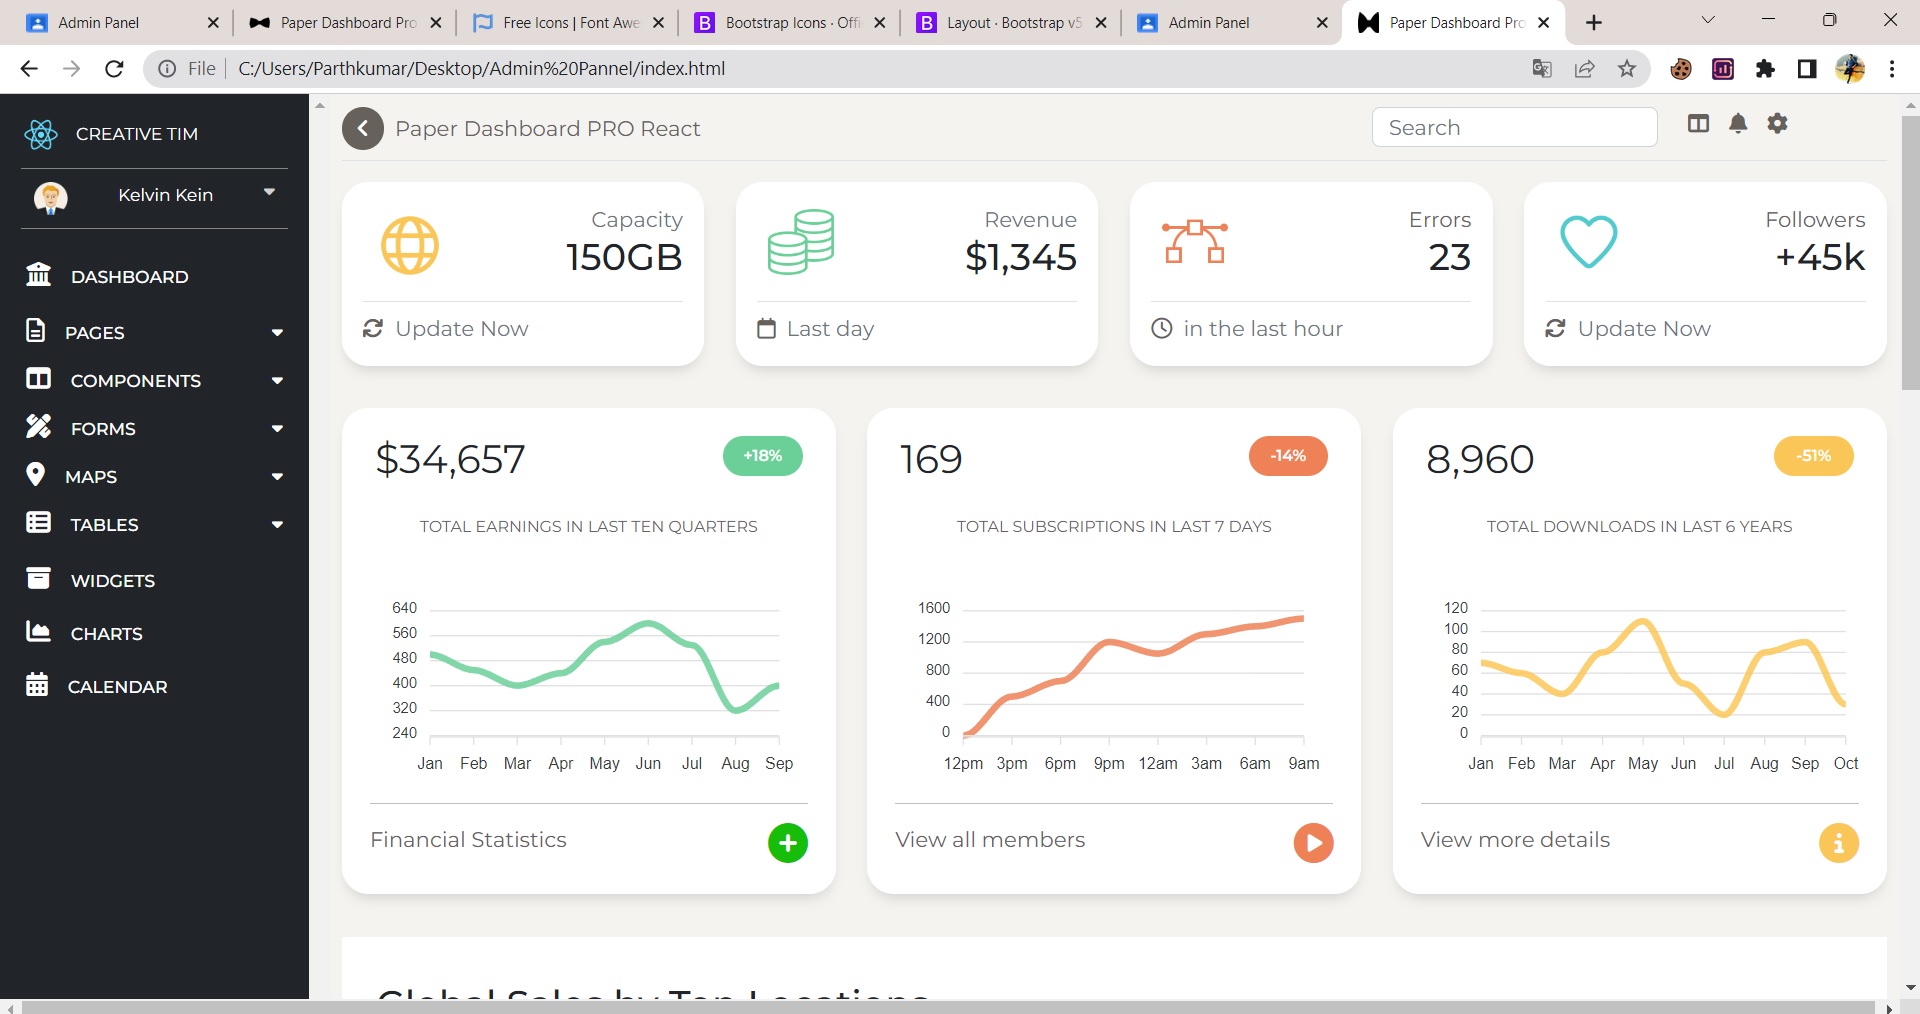 Admin Panel
Paper Dashboard Pro
Free Icons | Font Awe
Bootstrap Icons · Offi
Layout · Bootstrap v5
Admin Panel
Paper Dashboard Pro
File
C:/Users/Parthkumar/Desktop/Admin%20Pannel/index.html
CREATIVE TIM
Kelvin Kein
DASHBOARD
PAGES
COMPONENTS
FORMS
MAPS
TABLES
WIDGETS
CHARTS
CALENDAR
Paper Dashboard PRO React
Search
Capacity
150GB
Update Now
Revenue
$1,345
Last day
Errors
23
in the last hour
Followers
+45k
Update Now
$34,657
+18%
TOTAL EARNINGS IN LAST TEN QUARTERS
640
560
480
400
320
240
Jan Feb Mar Apr May Jun Jul Aug Sep
Financial Statistics
169
-14%
TOTAL SUBSCRIPTIONS IN LAST 7 DAYS
1600
1200
800
400
0
12pm 3pm 6pm 9pm 12am 3am 6am 9am
View all members
8,960
-51%
TOTAL DOWNLOADS IN LAST 6 YEARS
120
100
80
60
40
20
0
Jan Feb Mar Apr May Jun Jul Aug Sep Oct
View more details
Global Sales by Top Locations